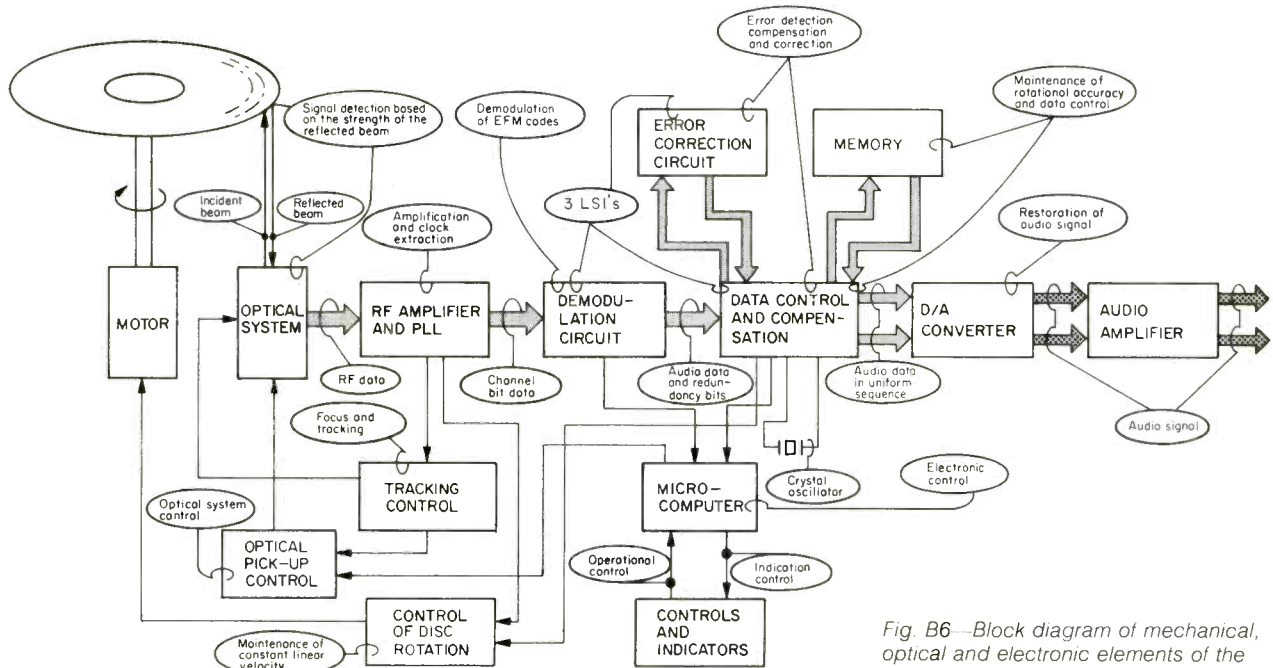 Error detection
compensation
and correction
Signal detection based
on the strength of the
reflected beam
Demodulation
of EFM codes
Maintenance of
rotational accuracy
and data control
ERROR
CORRECTION
CIRCUIT
MEMORY
Incident
beam
Reflected
beam
Amplification
and clock
extraction
3 LSI's
Restoration of
audio signal
MOTOR
OPTICAL
SYSTEM
RF AMPLIFIER
AND PLL
DEMODU-
LATION
CIRCUIT
DATA CONTROL
AND COMPEN-
SATION
D/A
CONVERTER
AUDIO
AMPLIFIER
RF data
Channel
bit data
Audio data
and redun-
dancy bits
Audio data
in uniform
sequence
Audio signal
Focus and
tracking
TRACKING
CONTROL
MICRO-
COMPUTER
Crystal
oscillator
Electronic
control
Optical system
control
OPTICAL
PICK-UP
CONTROL
Operational
control
Indication
control
CONTROL
OF DISC
ROTATION
CONTROLS
AND
INDICATORS
Maintenance of
constant linear
velocity
Fig. B6—Block diagram of mechanical,
optical and electronic elements of the